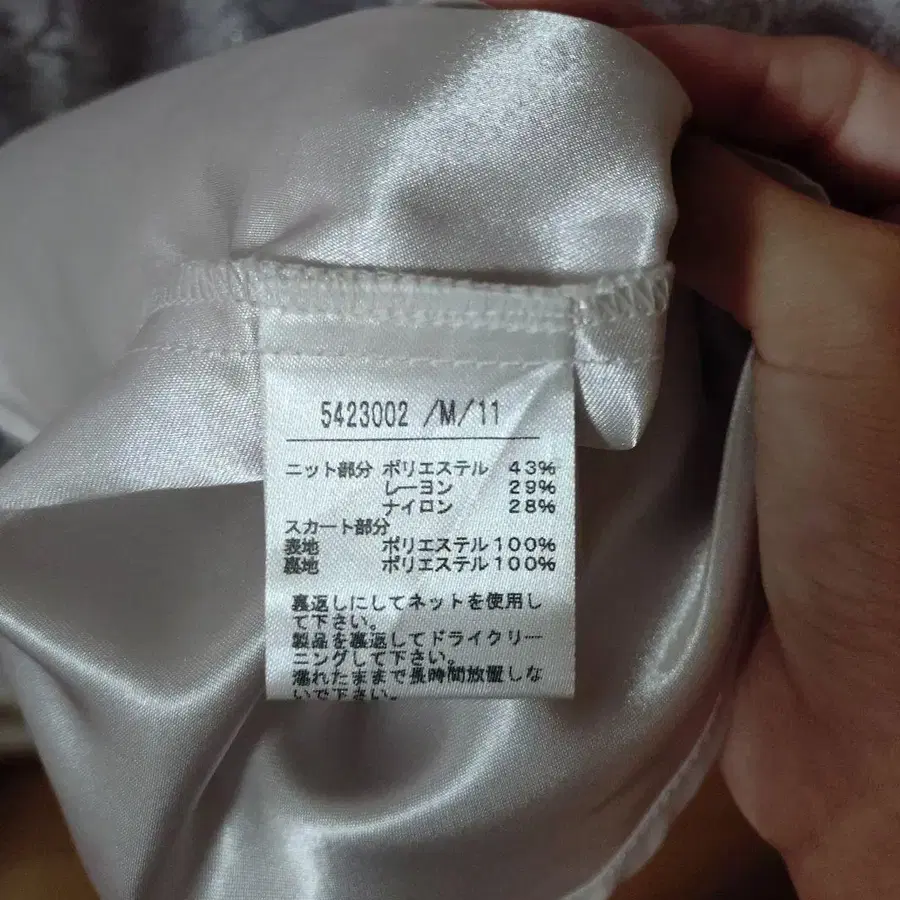 5423002 /M/11
ニット部分 ポリエステル 43%
レーヨン 29%
ナイロン 28%
スカート部分
表地 ポリエステル100%
裏地 ポリエステル100%
裏返しにしてネットを使用し
て下さい。
製品を裏返してドライクリー
ニングして下さい。
濡れたままで長時間放置しな
いで下さい。